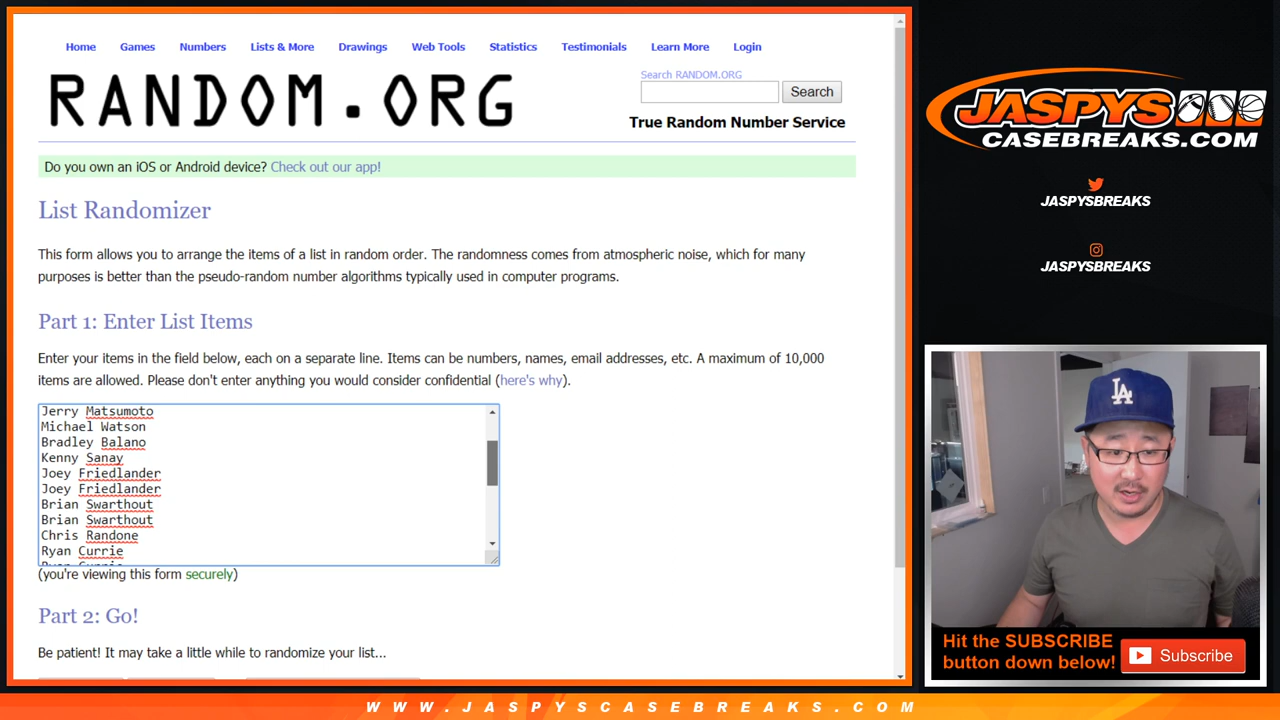 Home Games Numbers Lists & More Drawings Web Tools Statistics Testimonials Learn More Login
RANDOM.ORG
Search RANDOM.ORG
Search
True Random Number Service
Do you own an iOS or Android device? Check out our app!
List Randomizer
This form allows you to arrange the items of a list in random order. The randomness comes from atmospheric noise, which for many
purposes is better than the pseudo-random number algorithms typically used in computer programs.
Part 1: Enter List Items
Enter your items in the field below, each on a separate line. Items can be numbers, names, email addresses, etc. A maximum of 10,000
items are allowed. Please don't enter anything you would consider confidential (here's why).
Jerry Matsumoto
Michael Watson
Bradley Balano
Kenny Sanay
Joey Friedlander
Joey Friedlander
Brian Swarthout
Brian Swarthout
Chris Randone
Ryan Currie
(you're viewing this form securely)
Part 2: Go!
Be patient! It may take a little while to randomize your list...
JASPYS
CASEBREAKS.COM
JASPYSBREAKS
JASPYSBREAKS
LA
Hit the SUBSCRIBE
button down below!
Subscribe
WWW.JASPYSCASEBREAKS.COM